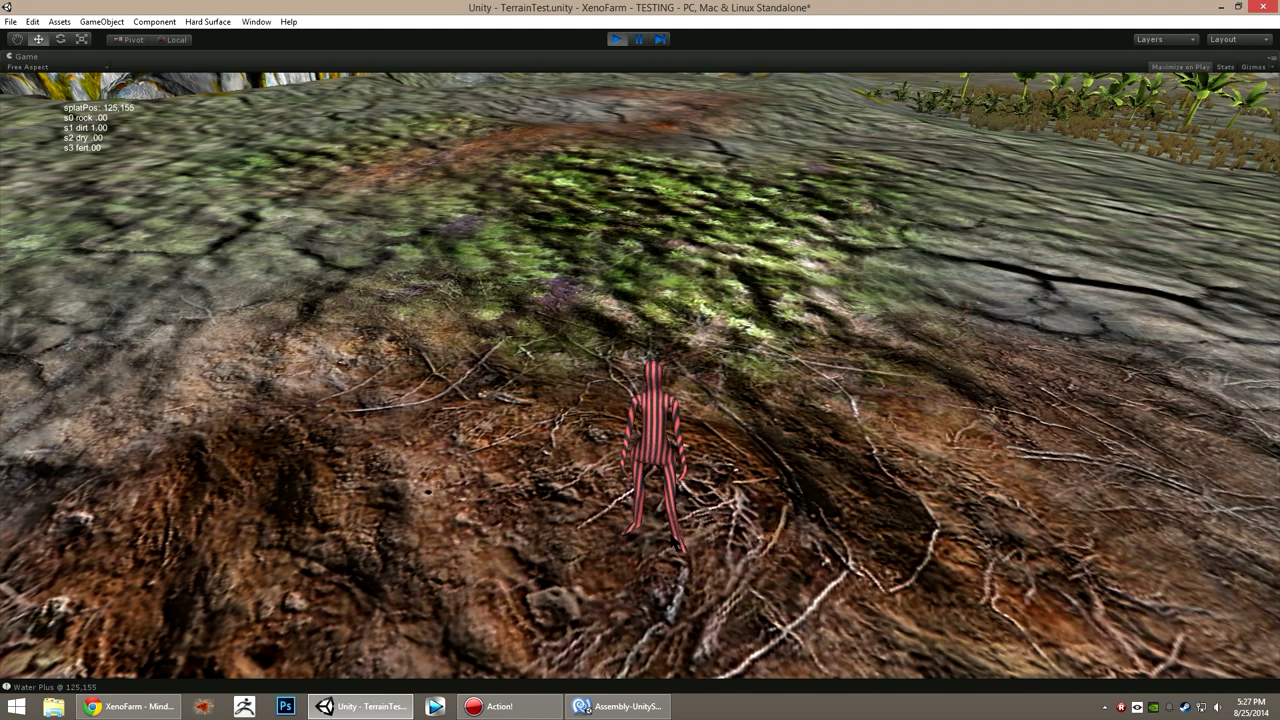 Unity - TerrainTest.unity - XenoFarm - TESTING - PC, Mac & Linux Standalone*
File Edit Assets GameObject Component Hard Surface Window Help
Pivot Local Layers Layout
Game
Free Aspect Maximize on Play Stats Gizmos
splatPos: 125,155
s0 rock .00
s1 dirt 1.00
s2 dry .00
s3 fert.00
Water Plus @ 125,155
XenoFarm - Mind... Ps Unity - TerrainTes... Action! Assembly-UnityS...
5:27 PM
8/25/2014